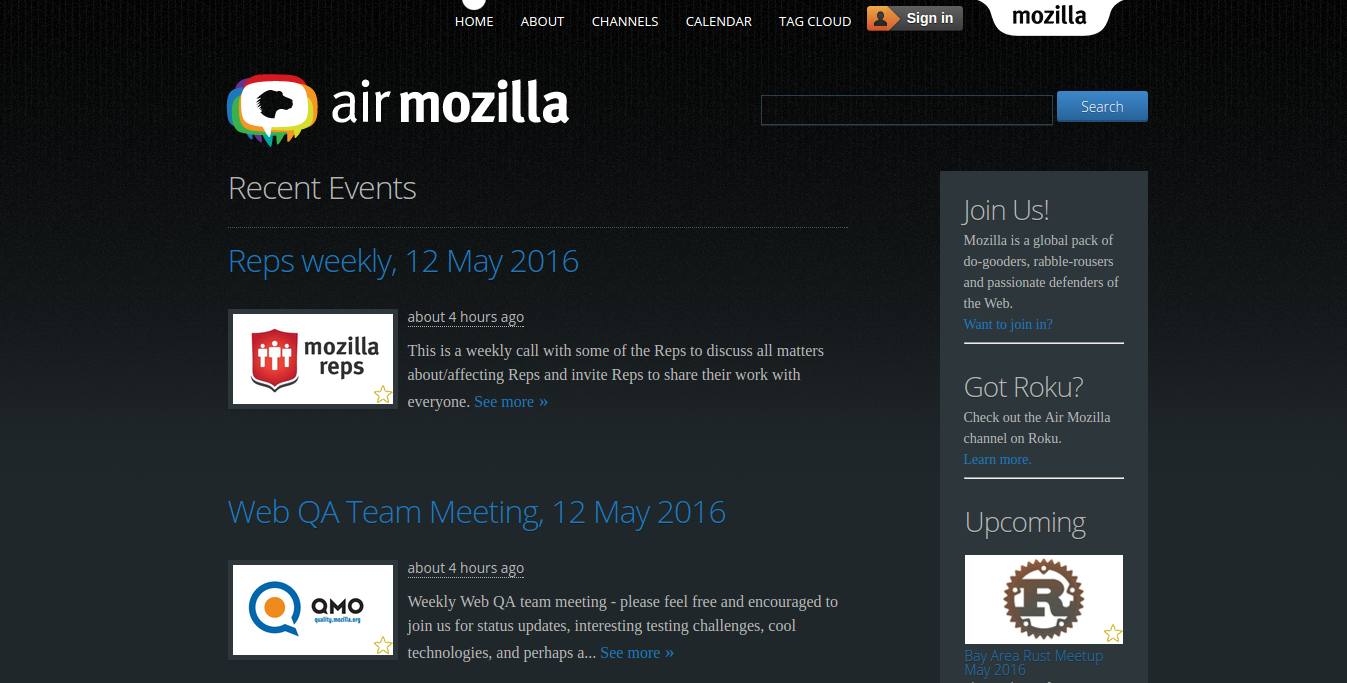 HOME ABOUT CHANNELS CALENDAR TAG CLOUD Sign in mozilla
air mozilla
Search
Recent Events
Reps weekly, 12 May 2016
mozilla
reps
about 4 hours ago
This is a weekly call with some of the Reps to discuss all matters
about/affecting Reps and invite Reps to share their work with
everyone. See more »
Web QA Team Meeting, 12 May 2016
QMO
quality.mozilla.org
about 4 hours ago
Weekly Web QA team meeting - please feel free and encouraged to
join us for status updates, interesting testing challenges, cool
technologies, and perhaps a... See more »
Join Us!
Mozilla is a global pack of
do-gooders, rabble-rousers
and passionate defenders of
the Web.
Want to join in?
Got Roku?
Check out the Air Mozilla
channel on Roku.
Learn more.
Upcoming
R
Bay Area Rust Meetup
May 2016